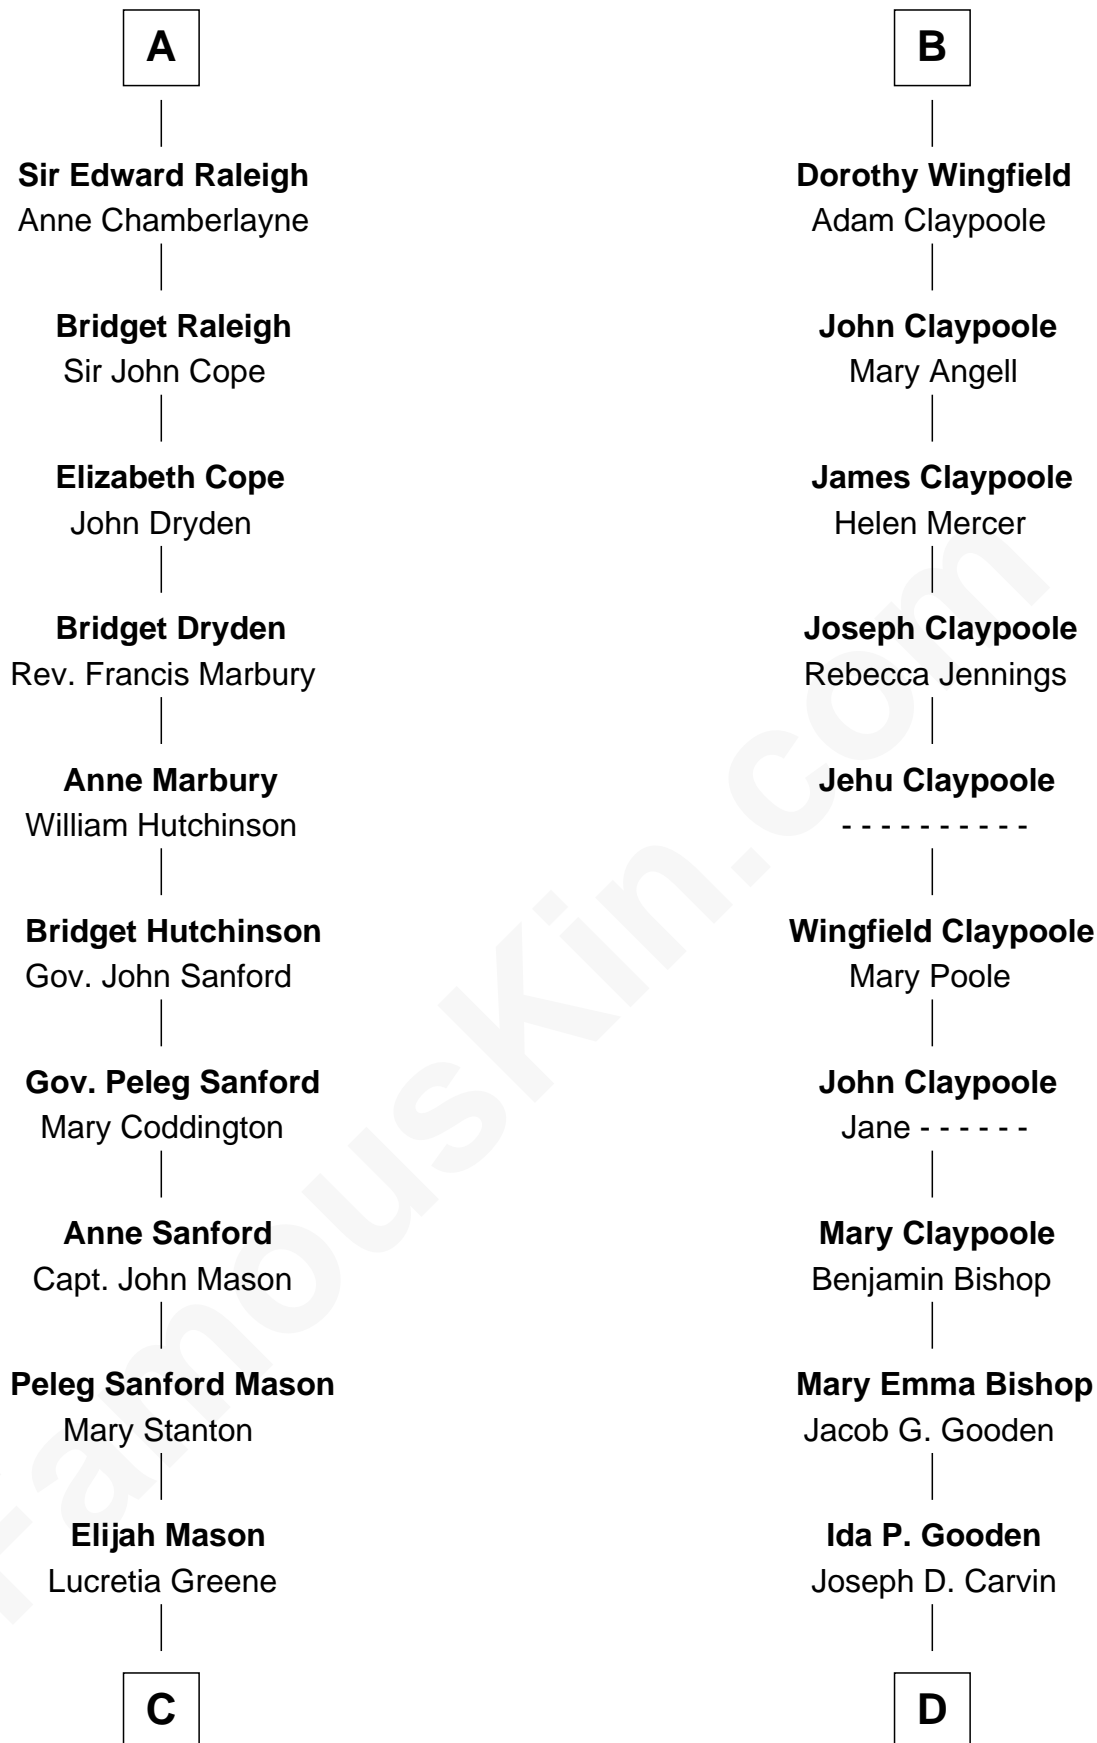 A
Sir Edward Raleigh
Anne Chamberlayne
Bridget Raleigh
Sir John Cope
Elizabeth Cope
John Dryden
Bridget Dryden
Rev. Francis Marbury
Anne Marbury
William Hutchinson
Bridget Hutchinson
Gov. John Sanford
Gov. Peleg Sanford
Mary Coddington
Anne Sanford
Capt. John Mason
Peleg Sanford Mason
Mary Stanton
Elijah Mason
Lucretia Greene
C
B
Dorothy Wingfield
Adam Claypoole
John Claypoole
Mary Angell
James Claypoole
Helen Mercer
Joseph Claypoole
Rebecca Jennings
Jehu Claypoole
- - - - - - - - - -
Wingfield Claypoole
Mary Poole
John Claypoole
Jane - - - - - -
Mary Claypoole
Benjamin Bishop
Mary Emma Bishop
Jacob G. Gooden
Ida P. Gooden
Joseph D. Carvin
D
FamousKin.com